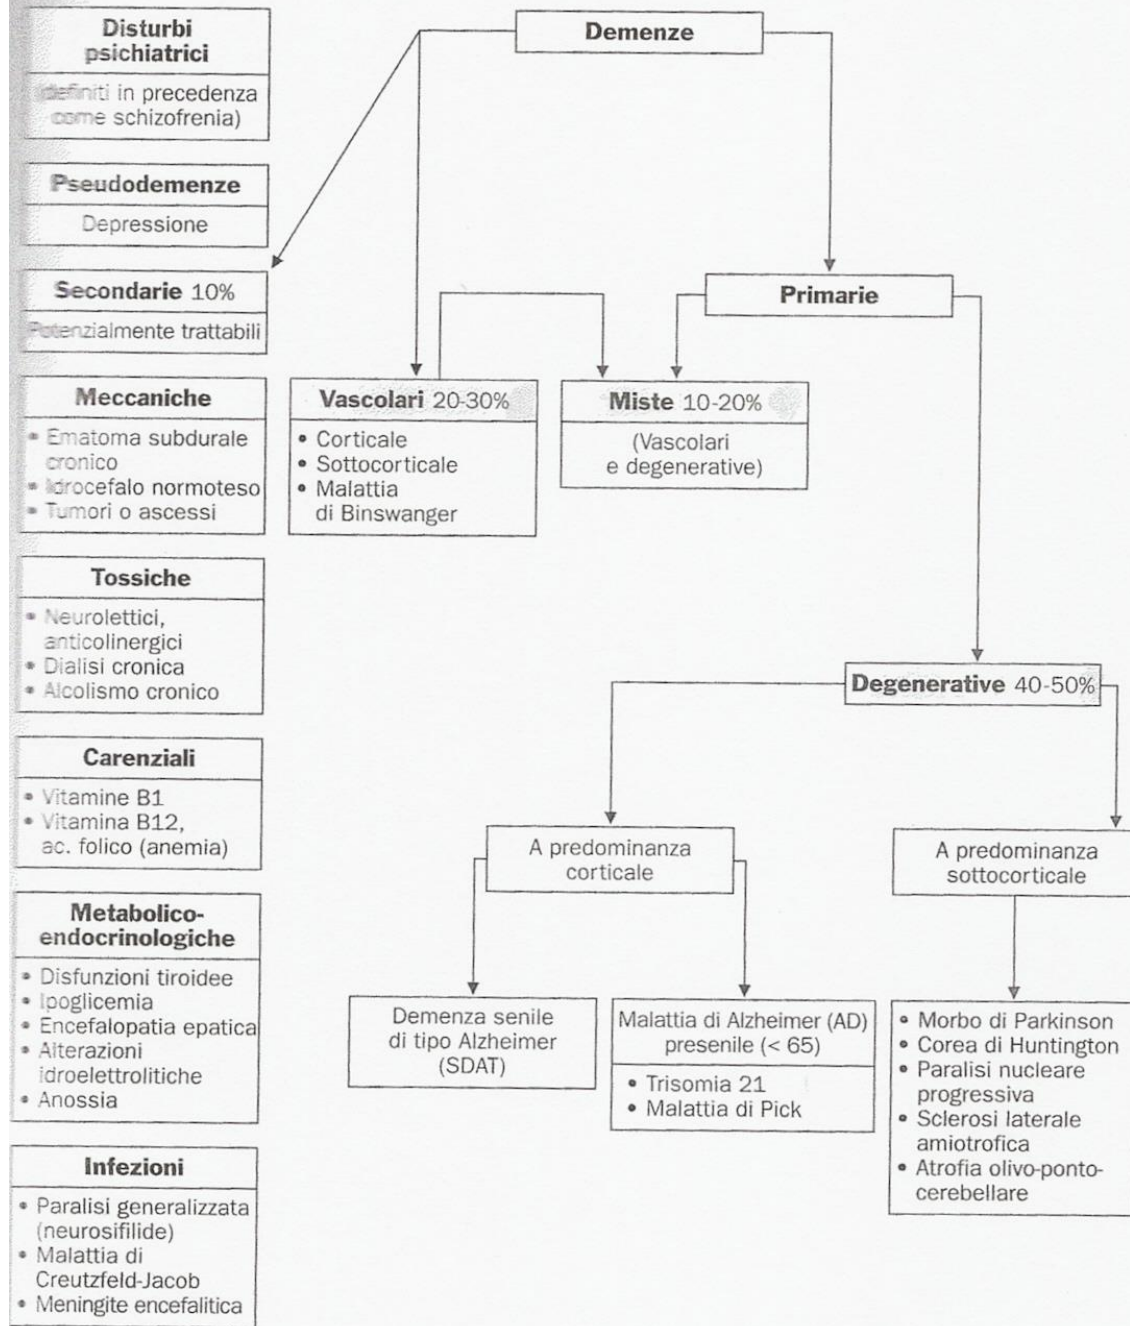 Disturbi
psichiatrici
(definiti in precedenza
come schizofrenia)
Pseudodemenze
Depressione
Secondarie 10%
Potenzialmente trattabili
Meccaniche
• Ematoma subdurale
cronico
• Idrocefalo normoteso
• Tumori o ascessi
Tossiche
• Neurolettici,
anticolinergici
• Dialisi cronica
• Alcolismo cronico
Carenziali
• Vitamine B1
• Vitamina B12,
ac. folico (anemia)
Metabolico-
endocrinologiche
• Disfunzioni tiroidee
• Ipoglicemia
• Encefalopatia epatica
• Alterazioni
idroelettrolitiche
• Anossia
Infezioni
• Paralisi generalizzata
(neurosifilide)
• Malattia di
Creutzfeld-Jacob
• Meningite encefalitica
Demenze
Primarie
Vascolari 20-30%
• Corticale
• Sottocorticale
• Malattia
di Binswanger
Miste 10-20%
(Vascolari
e degenerative)
Degenerative 40-50%
A predominanza
corticale
A predominanza
sottocorticale
Demenza senile
di tipo Alzheimer
(SDAT)
Malattia di Alzheimer (AD)
presenile (< 65)
• Trisomia 21
• Malattia di Pick
• Morbo di Parkinson
• Corea di Huntington
• Paralisi nucleare
progressiva
• Sclerosi laterale
amiotrofica
• Atrofia olivo-ponto-
cerebellare